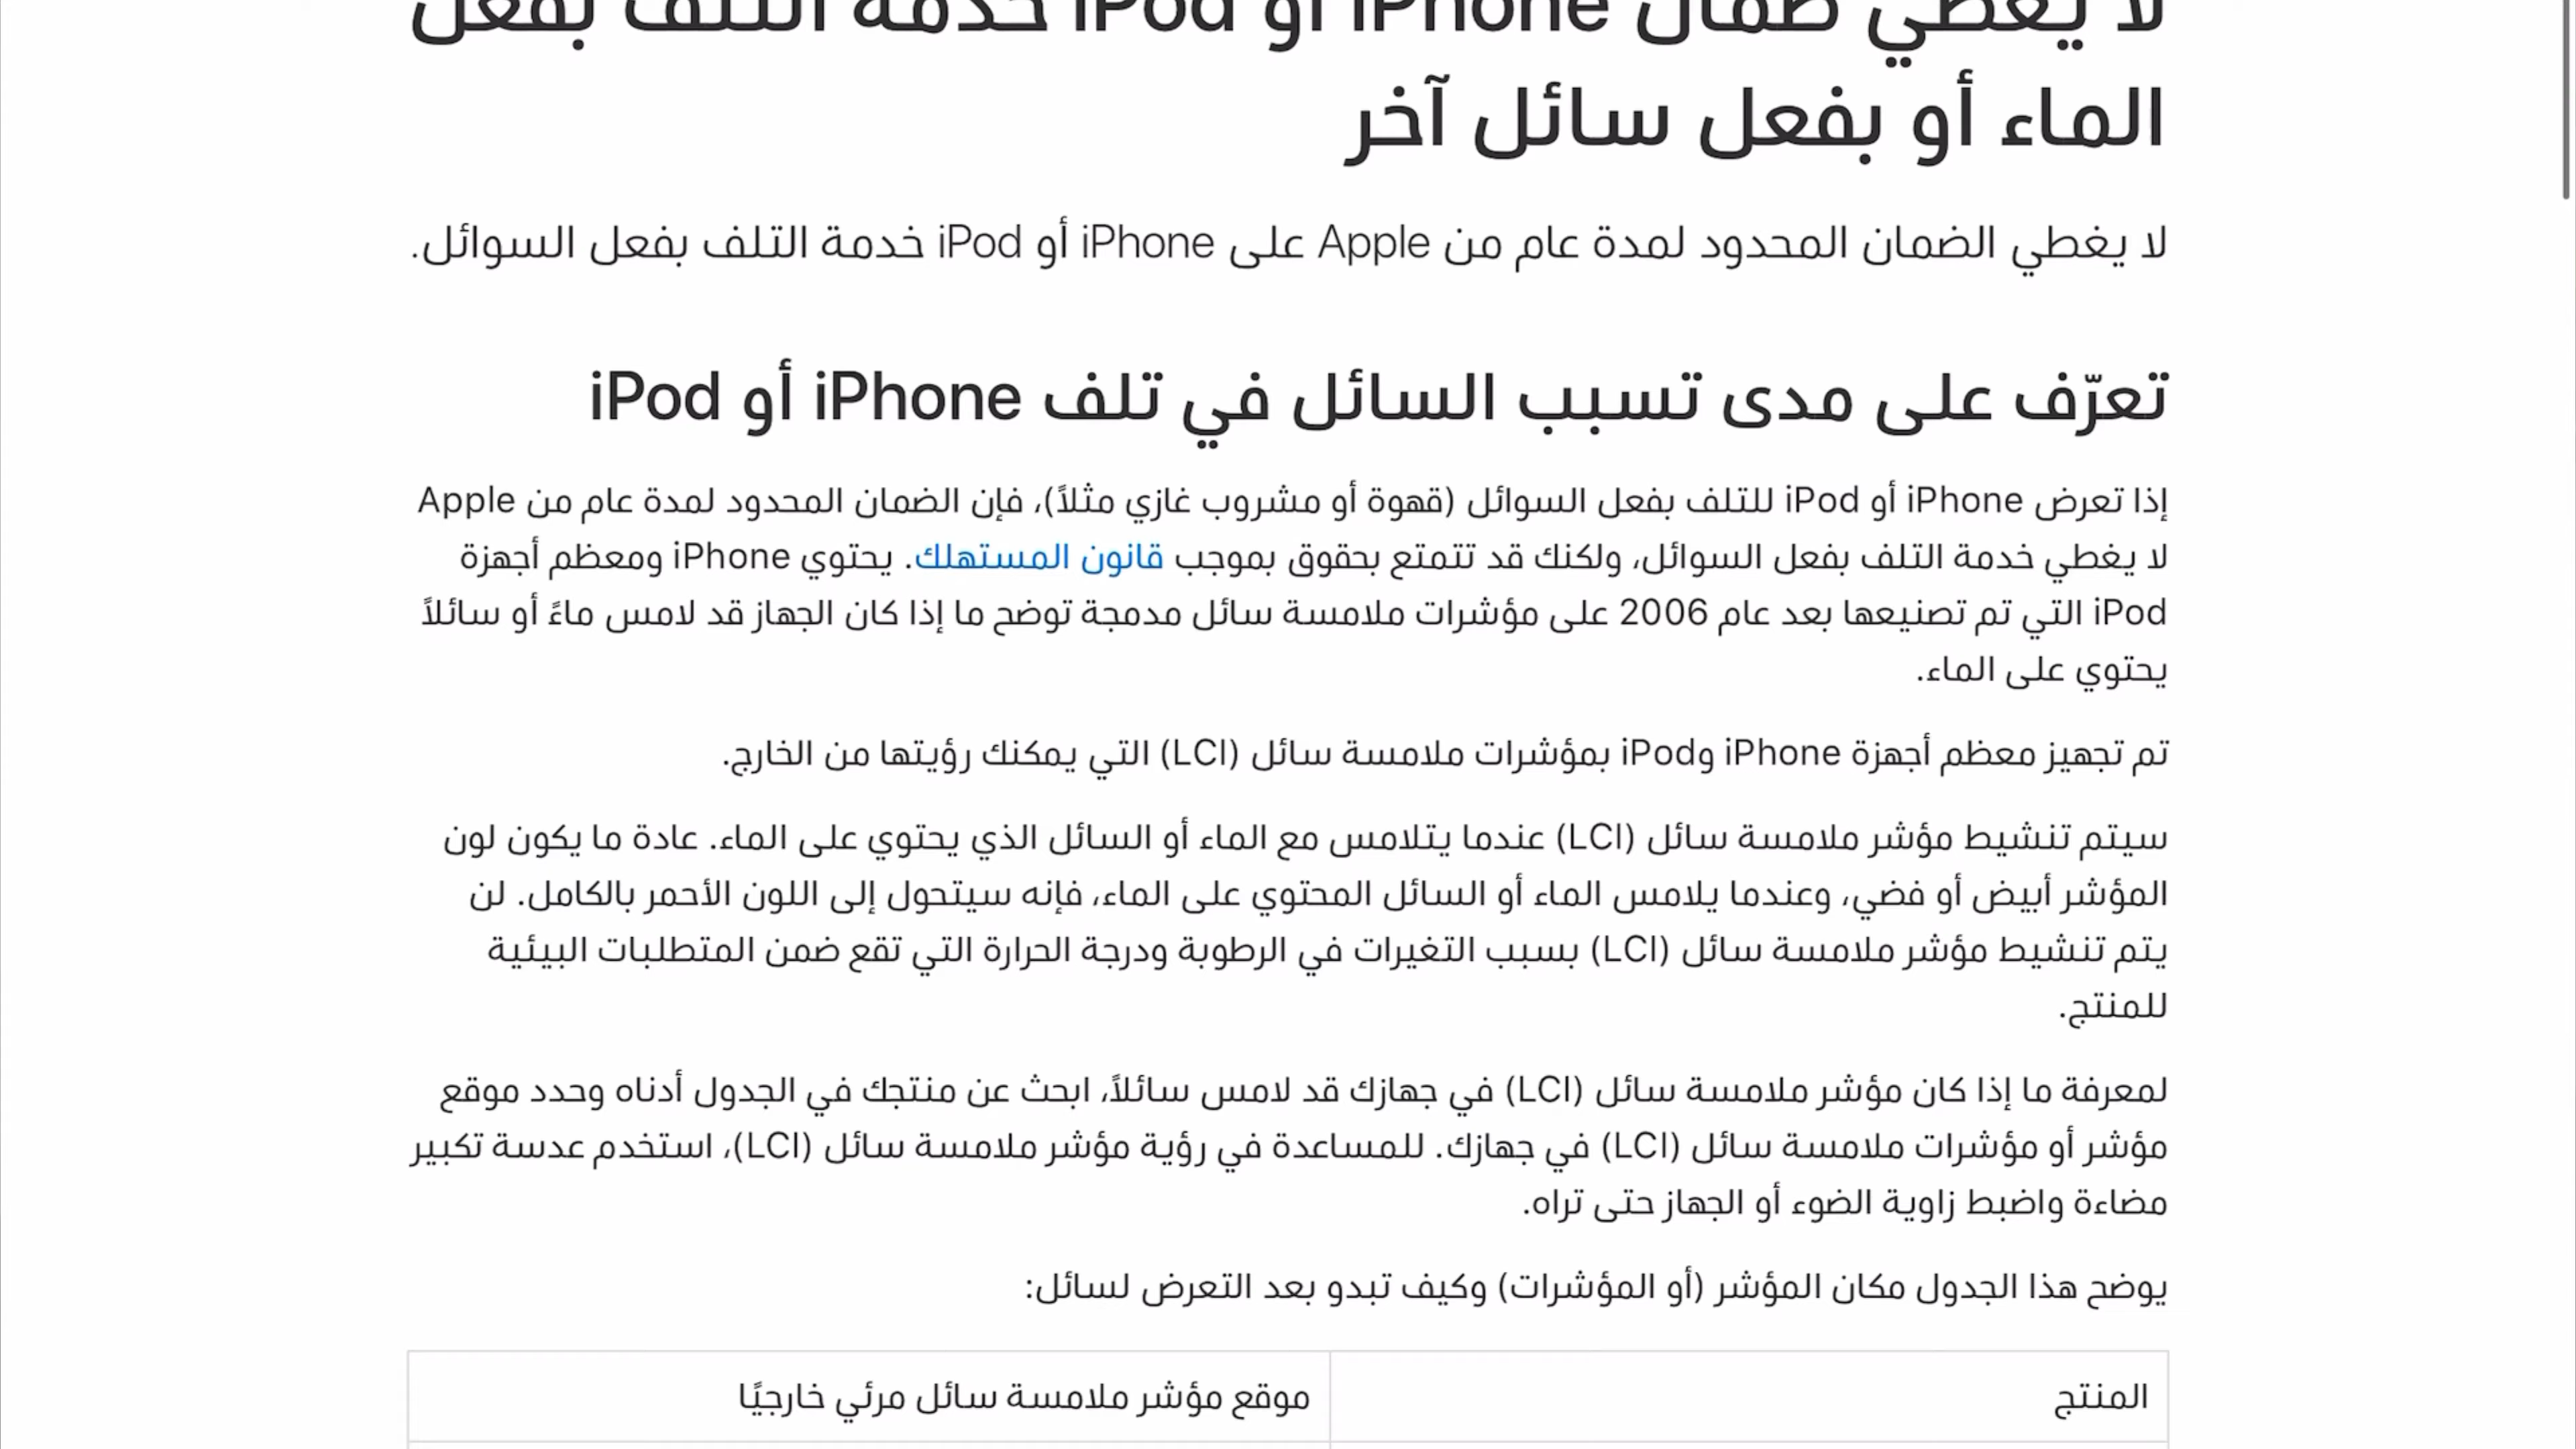 لا يغطي ضمان iPhone أو iPod خدمة التلف بفعل
الماء أو بفعل سائل آخر
لا يغطي الضمان المحدود لمدة عام من Apple على iPhone أو iPod خدمة التلف بفعل السوائل.
تعرّف على مدى تسبب السائل في تلف iPhone أو iPod
إذا تعرض iPhone أو iPod للتلف بفعل السوائل (قهوة أو مشروب غازي مثلاً)، فإن الضمان المحدود لمدة عام من Apple
لا يغطي خدمة التلف بفعل السوائل، ولكنك قد تتمتع بحقوق بموجب قانون المستهلك. يحتوي iPhone ومعظم أجهزة
iPod التي تم تصنيعها بعد عام 2006 على مؤشرات ملامسة سائل مدمجة توضح ما إذا كان الجهاز قد لامس ماءً أو سائلاً
يحتوي على الماء.
تم تجهيز معظم أجهزة iPhone وiPod بمؤشرات ملامسة سائل (LCI) التي يمكنك رؤيتها من الخارج.
سيتم تنشيط مؤشر ملامسة سائل (LCI) عندما يتلامس مع الماء أو السائل الذي يحتوي على الماء. عادة ما يكون لون
المؤشر أبيض أو فضي، وعندما يلامس الماء أو السائل المحتوي على الماء، فإنه سيتحول إلى اللون الأحمر بالكامل. لن
يتم تنشيط مؤشر ملامسة سائل (LCI) بسبب التغيرات في الرطوبة ودرجة الحرارة التي تقع ضمن المتطلبات البيئية
للمنتج.
لمعرفة ما إذا كان مؤشر ملامسة سائل (LCI) في جهازك قد لامس سائلاً، ابحث عن منتجك في الجدول أدناه وحدد موقع
مؤشر أو مؤشرات ملامسة سائل (LCI) في جهازك. للمساعدة في رؤية مؤشر ملامسة سائل (LCI)، استخدم عدسة تكبير
مضاءة واضبط زاوية الضوء أو الجهاز حتى تراه.
يوضح هذا الجدول مكان المؤشر (أو المؤشرات) وكيف تبدو بعد التعرض لسائل:
المنتج
موقع مؤشر ملامسة سائل مرئي خارجيًا